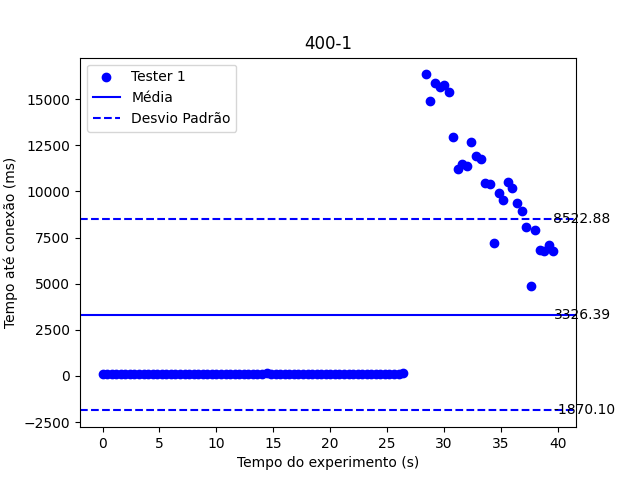 400-1
Tester 1
Média
Desvio Padrão
15000
12500
10000
7500
5000
2500
0
−2500
Tempo até conexão (ms)
8522.88
3326.39
-1870.10
0 5 10 15 20 25 30 35 40
Tempo do experimento (s)